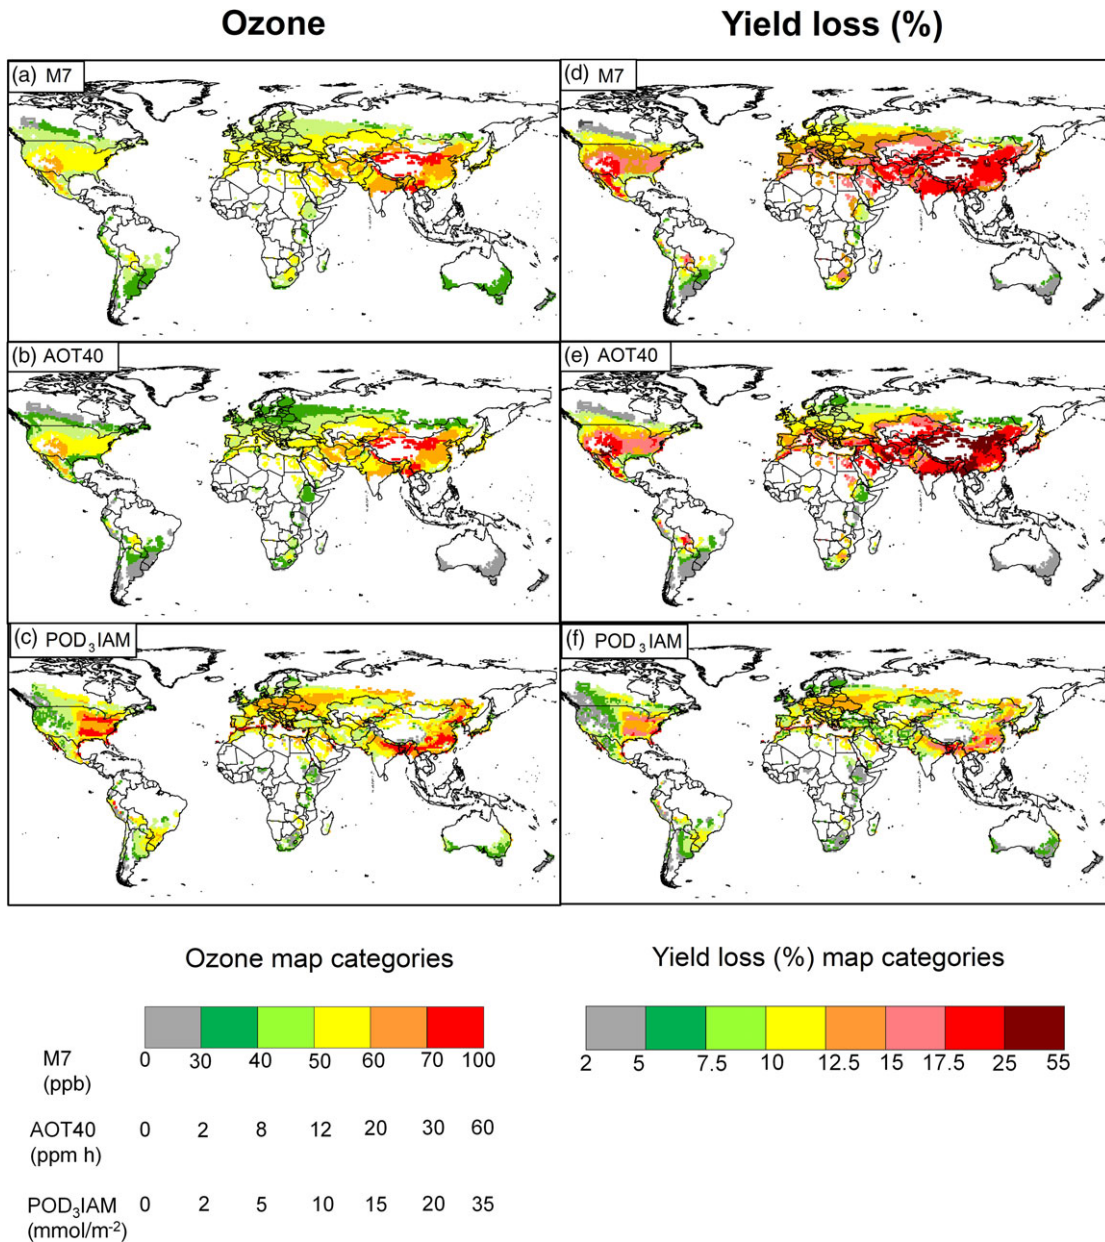 Ozone
Yield loss (%)
(a) M7
(d) M7
(b) AOT40
(e) AOT40
(c) POD₃IAM
(f) POD₃IAM
Ozone map categories
Yield loss (%) map categories
M7 (ppb) 0 30 40 50 60 70 100
2 5 7.5 10 12.5 15 17.5 25 55
AOT40 (ppm h) 0 2 8 12 20 30 60
POD₃IAM (mmol/m⁻²) 0 2 5 10 15 20 35